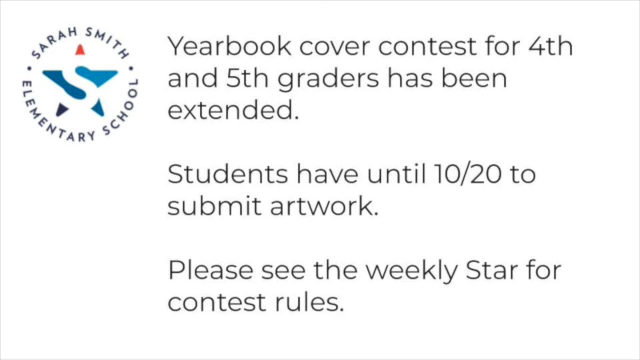 SARAH SMITH
ELEMENTARY SCHOOL
Yearbook cover contest for 4th
and 5th graders has been
extended.
Students have until 10/20 to
submit artwork.
Please see the weekly Star for
contest rules.